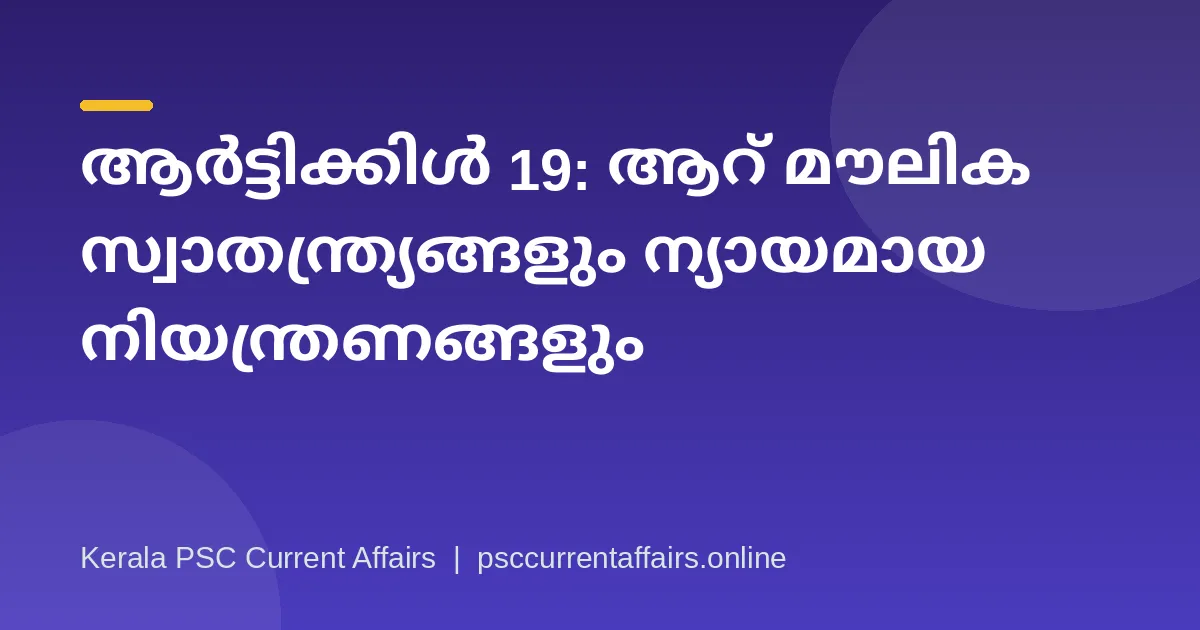 ആർട്ടിക്കിൾ 19: ആറ് മൗലിക
സ്വാതന്ത്ര്യങ്ങളും ന്യായമായ
നിയന്ത്രണങ്ങളും
Kerala PSC Current Affairs | psccurrentaffairs.online